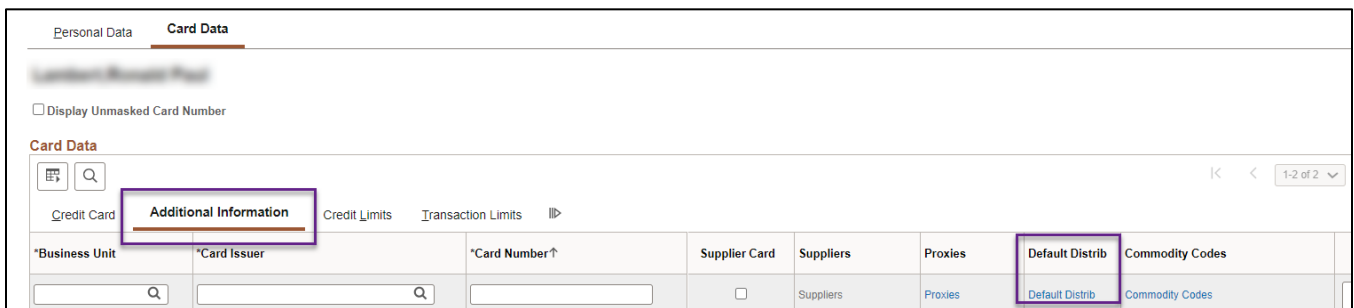 Personal Data Card Data
Display Unmasked Card Number
Card Data
1-2 of 2
Credit Card Additional Information Credit Limits Transaction Limits
*Business Unit *Card Issuer *Card Number↑ Supplier Card Suppliers Proxies Default Distrib Commodity Codes
Suppliers Proxies Default Distrib Commodity Codes